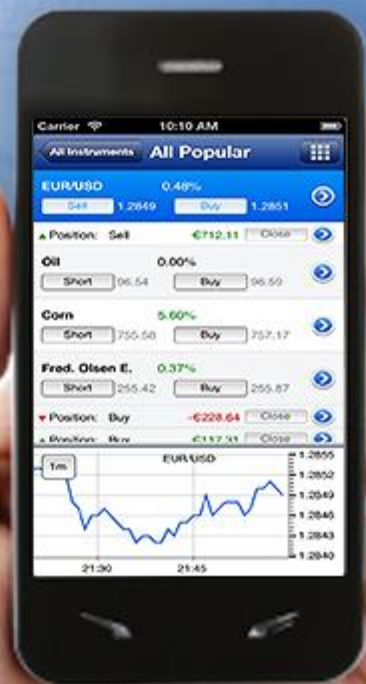 Carrier 10:10 AM
All Instruments All Popular
EUR/USD 0.48%
Sell 1.2849 Buy 1.2851
Position: Sell €712.11 Close
Oil 0.00%
Short 96.54 Buy 96.59
Corn 5.60%
Short 755.58 Buy 757.17
Fred. Olsen E. 0.37%
Short 255.42 Buy 255.87
Position: Buy -€228.64 Close
Position: Buy €117.31 Close
1m EUR/USD 1.2855
1.2852
1.2849
1.2846
1.2843
1.2840
21:30 21:45